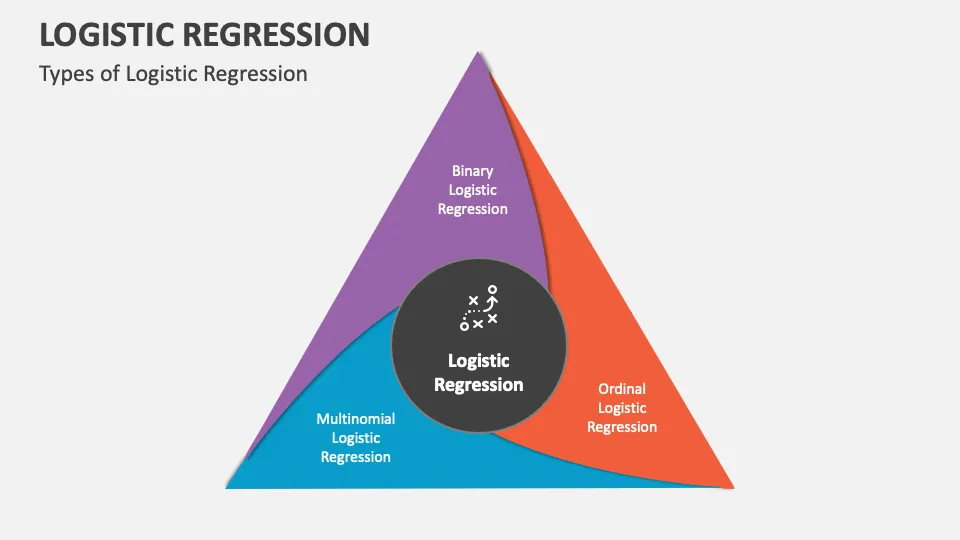 LOGISTIC REGRESSION
Types of Logistic Regression
Binary
Logistic
Regression
Logistic
Regression
Ordinal
Logistic
Regression
Multinomial
Logistic
Regression